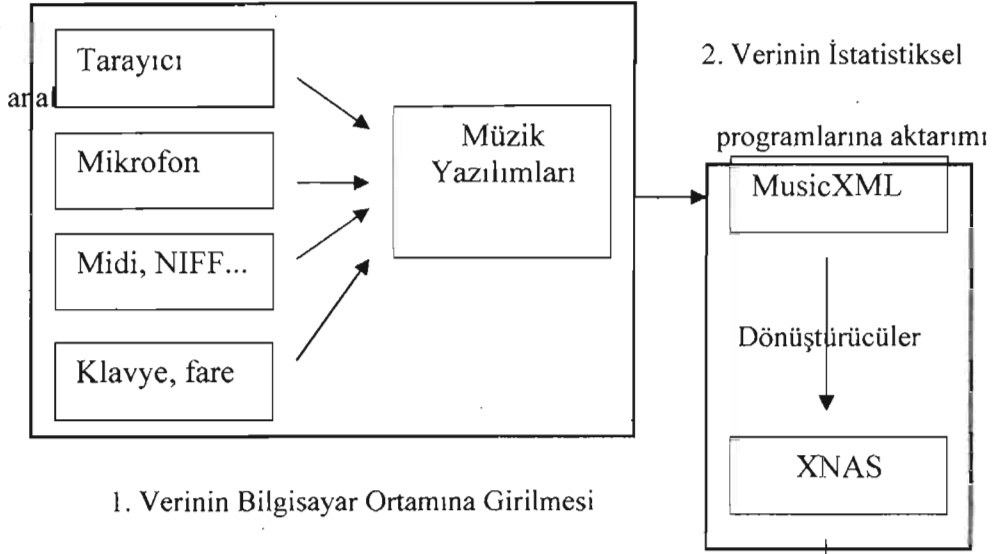 Tarayıcı
Mikrofon
Midi, NIFF...
Klavye, fare
Müzik
Yazılımları
1. Verinin Bilgisayar Ortamına Girilmesi
2. Verinin İstatistiksel
anal
programlarına aktarımı
MusicXML
Dönüştürücüler
XNAS